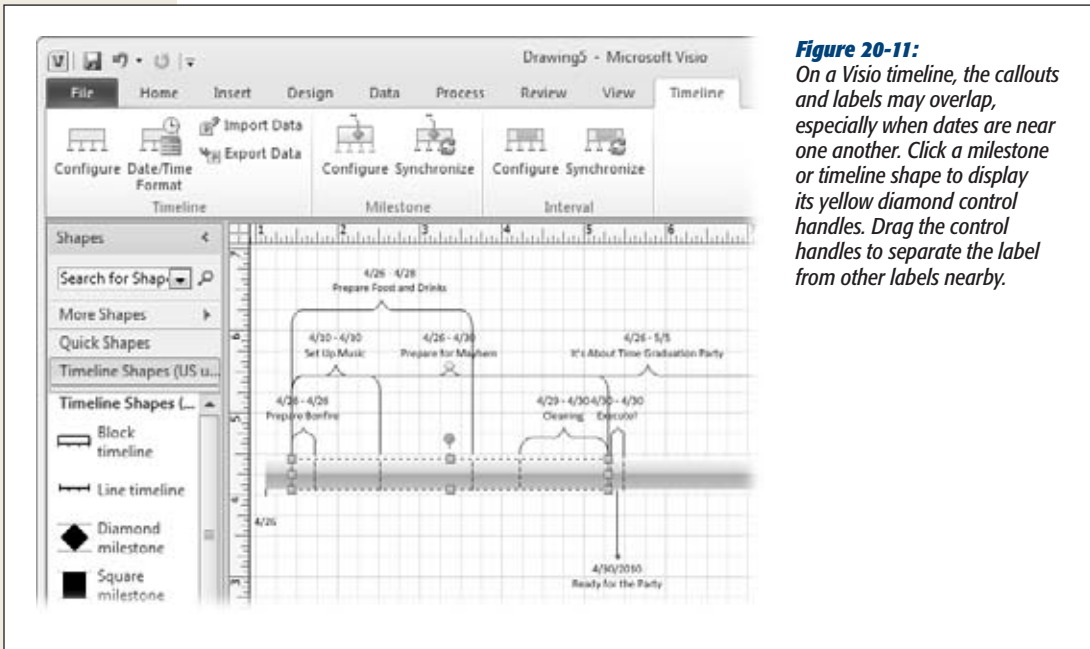 Drawing5 - Microsoft Visio
File Home Insert Design Data Process Review View Timeline
Import Data
Export Data
Configure Date/Time Format
Configure Synchronize
Configure Synchronize
Timeline
Milestone
Interval
Shapes
Search for Shap
More Shapes
Quick Shapes
Timeline Shapes (US u...
Timeline Shapes (...
Block
timeline
Line timeline
Diamond
milestone
Square
milestone
1 2 3 4 5 6
4/26 - 4/28
Prepare Food and Drinks
4/26 - 4/30
Prepare for Mayhem
4/26 - 5/5
It's About Time Graduation Party
Set Up Music
4/26 - 4/26
Prepare Bonfire
4/29 - 4/30
Cleaning
4/30 - 4/30
Execute!
4/26
4/30/2010
Ready for the Party
Figure 20-11:
On a Visio timeline, the callouts
and labels may overlap,
especially when dates are near
one another. Click a milestone
or timeline shape to display
its yellow diamond control
handles. Drag the control
handles to separate the label
from other labels nearby.